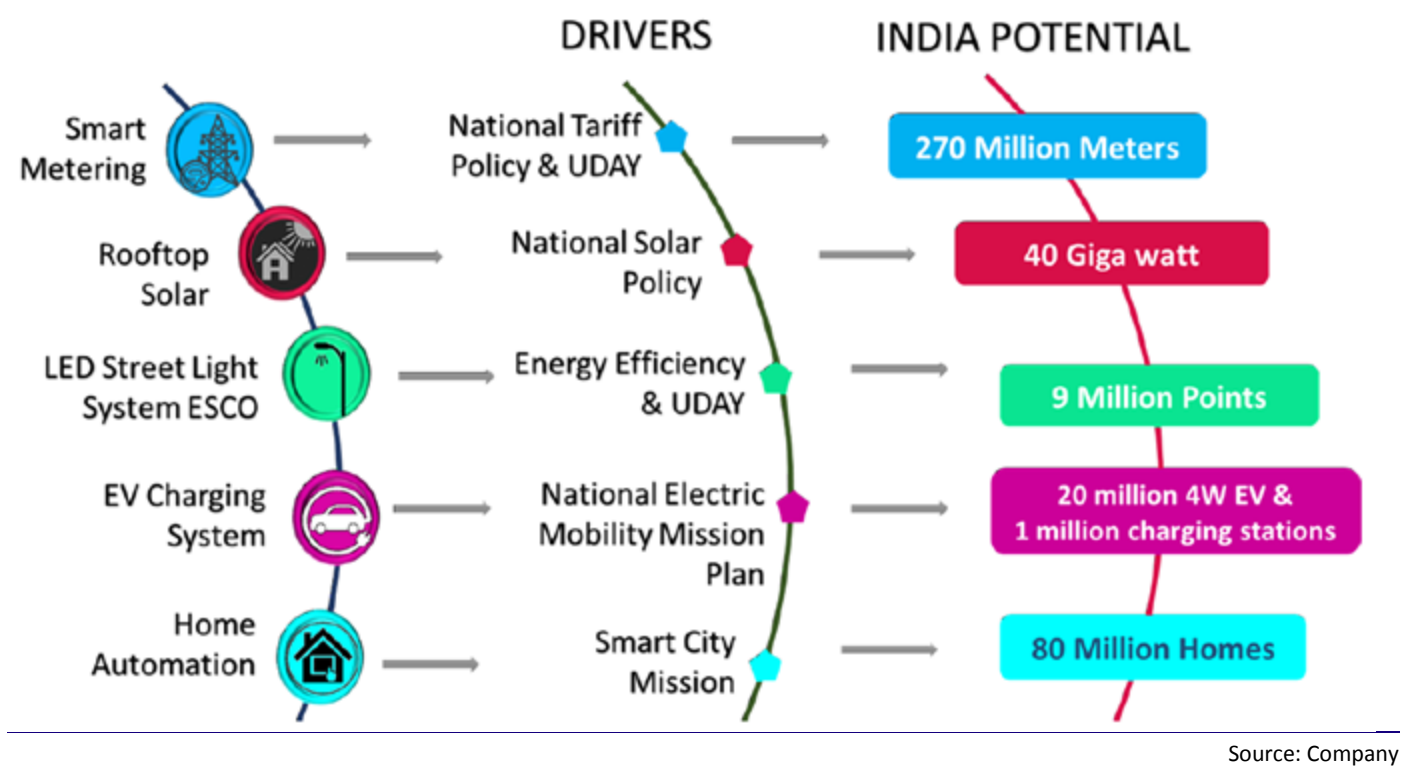 DRIVERS
INDIA POTENTIAL
Smart
Metering
National Tariff
Policy & UDAY
270 Million Meters
Rooftop
Solar
National Solar
Policy
40 Giga watt
LED Street Light
System ESCO
Energy Efficiency
& UDAY
9 Million Points
EV Charging
System
National Electric
Mobility Mission
Plan
20 million 4W EV &
1 million charging stations
Home
Automation
Smart City
Mission
80 Million Homes
Source: Company